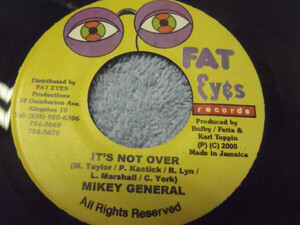 FAT
Eyes
records
Distributed by
FAT EYES
Productions
58 Dumbarton Ave.
Kingston 10
Tel: (876) 920-6306
754-5669
754-5670
Produced by
Bulby / Fatta &
Karl Toppin
(P) (C) 2000
Made in Jamaica
IT'S NOT OVER
(M. Taylor / P. Kastick / R. Lyn /
L. Marshall / C. York)
MIKEY GENERAL
All Rights Reserved